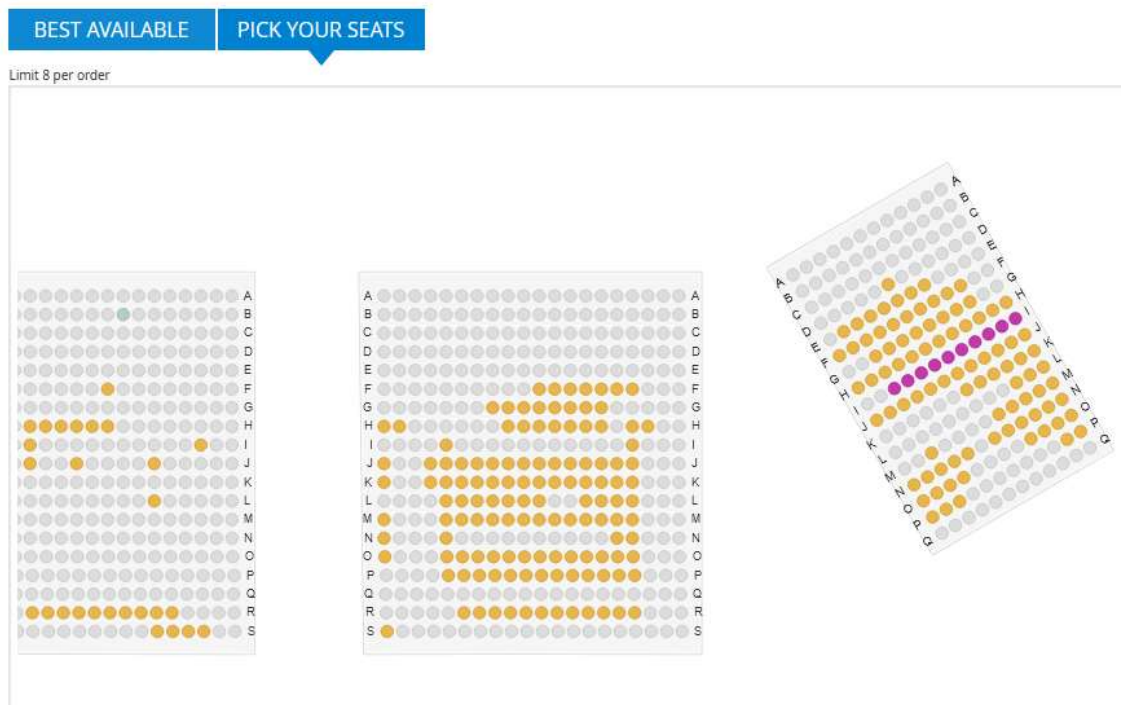 BEST AVAILABLE
PICK YOUR SEATS
Limit 8 per order
A
B
C
D
E
F
G
H
I
J
K
L
M
N
O
P
Q
R
S
A A
B B
C C
D D
E E
F F
G G
H H
I I
J J
K K
L L
M M
N N
O O
P P
Q Q
R R
S S
A A
B B
C C
D D
E E
F F
G G
H H
I I
J J
K K
L L
M M
N N
O O
P P
Q Q